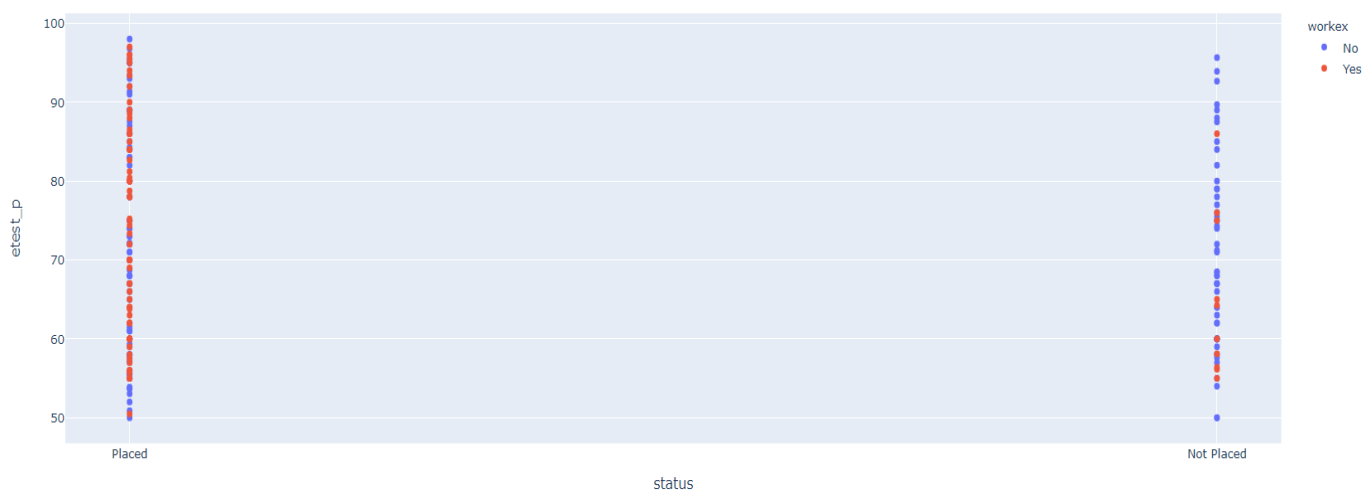 100
90
80
70
60
50
etest_p
Placed
Not Placed
status
workex
No
Yes